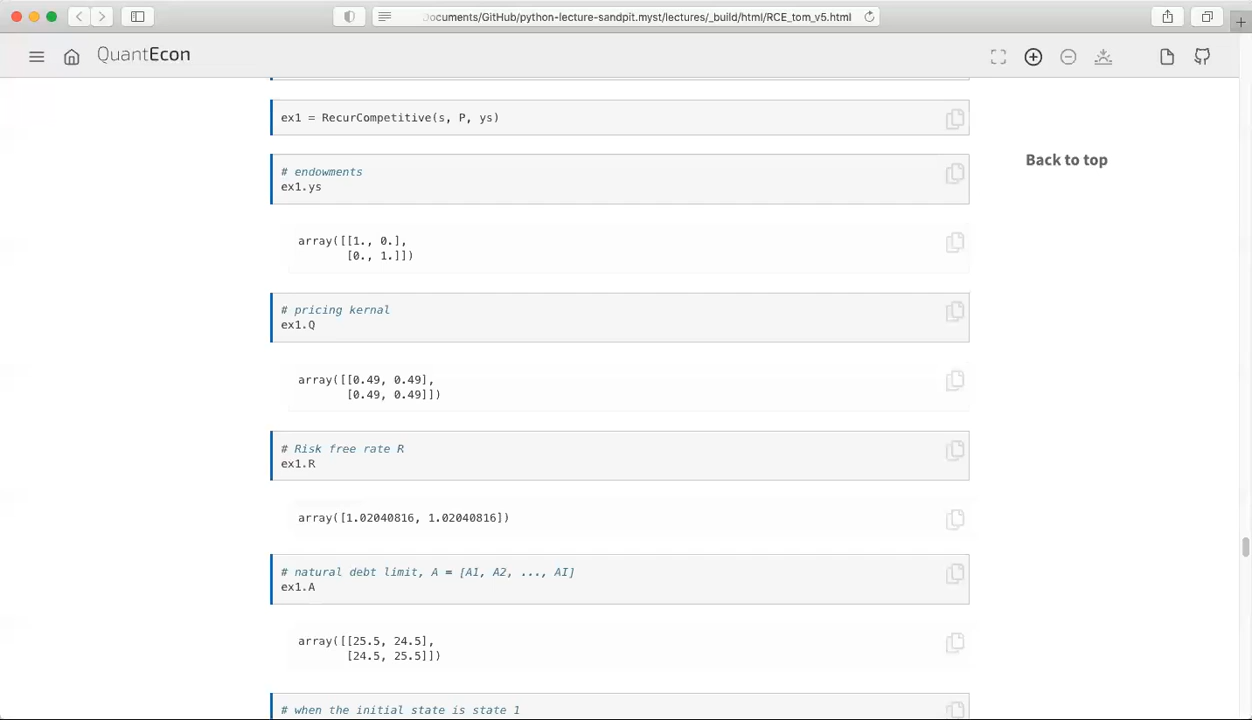 Documents/GitHub/python-lecture-sandpit.myst/lectures/_build/html/RCE_tom_v5.html
QuantEcon
ex1 = RecurCompetitive(s, P, ys)
Back to top
# endowments
ex1.ys
array([[1., 0.],
[0., 1.]])
# pricing kernal
ex1.Q
array([[0.49, 0.49],
[0.49, 0.49]])
# Risk free rate R
ex1.R
array([1.02040816, 1.02040816])
# natural debt limit, A = [A1, A2, ..., AI]
ex1.A
array([[25.5, 24.5],
[24.5, 25.5]])
# when the initial state is state 1